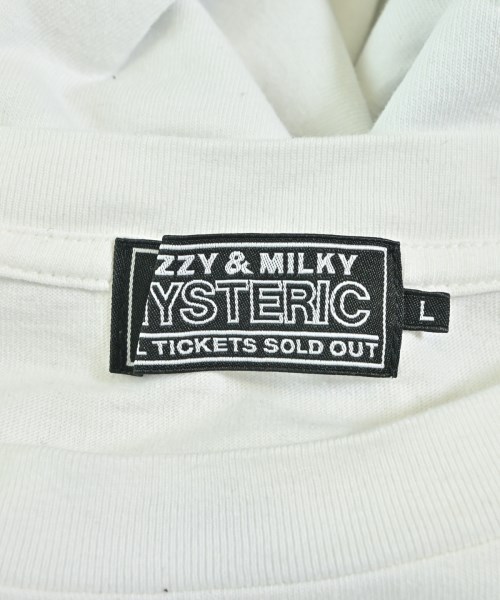 ZZY & MILKY
YSTERIC
L TICKETS SOLD OUT
L